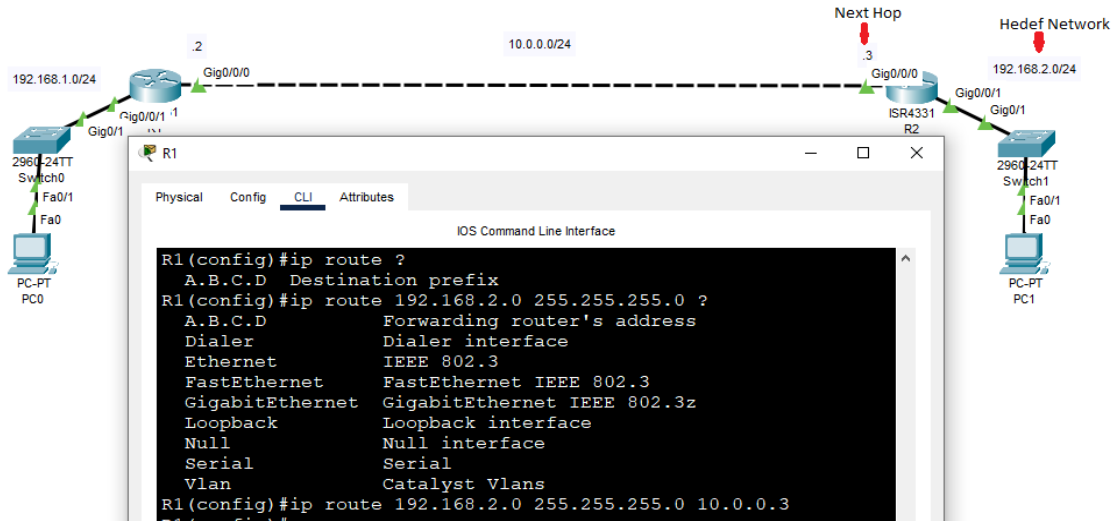 Next Hop
Hedef Network
.2
10.0.0.0/24
.3
192.168.1.0/24
Gig0/0/0
Gig0/0/0
192.168.2.0/24
Gig0/0/1
.1
Gig0/1
ISR4331
R2
Gig0/0/1
Gig0/1
2960-24TT
Switch0
Fa0/1
Fa0
PC-PT
PC0
2960-24TT
Switch1
Fa0/1
Fa0
PC-PT
PC1
R1
Physical Config CLI Attributes
IOS Command Line Interface
R1(config)#ip route ?
A.B.C.D Destination prefix
R1(config)#ip route 192.168.2.0 255.255.255.0 ?
A.B.C.D Forwarding router's address
Dialer Dialer interface
Ethernet IEEE 802.3
FastEthernet FastEthernet IEEE 802.3
GigabitEthernet GigabitEthernet IEEE 802.3z
Loopback Loopback interface
Null Null interface
Serial Serial
Vlan Catalyst Vlans
R1(config)#ip route 192.168.2.0 255.255.255.0 10.0.0.3